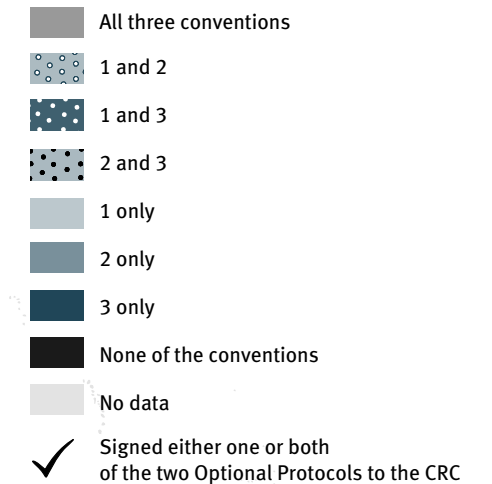 All three conventions
1 and 2
1 and 3
2 and 3
1 only
2 only
3 only
None of the conventions
No data
Signed either one or both
of the two Optional Protocols to the CRC